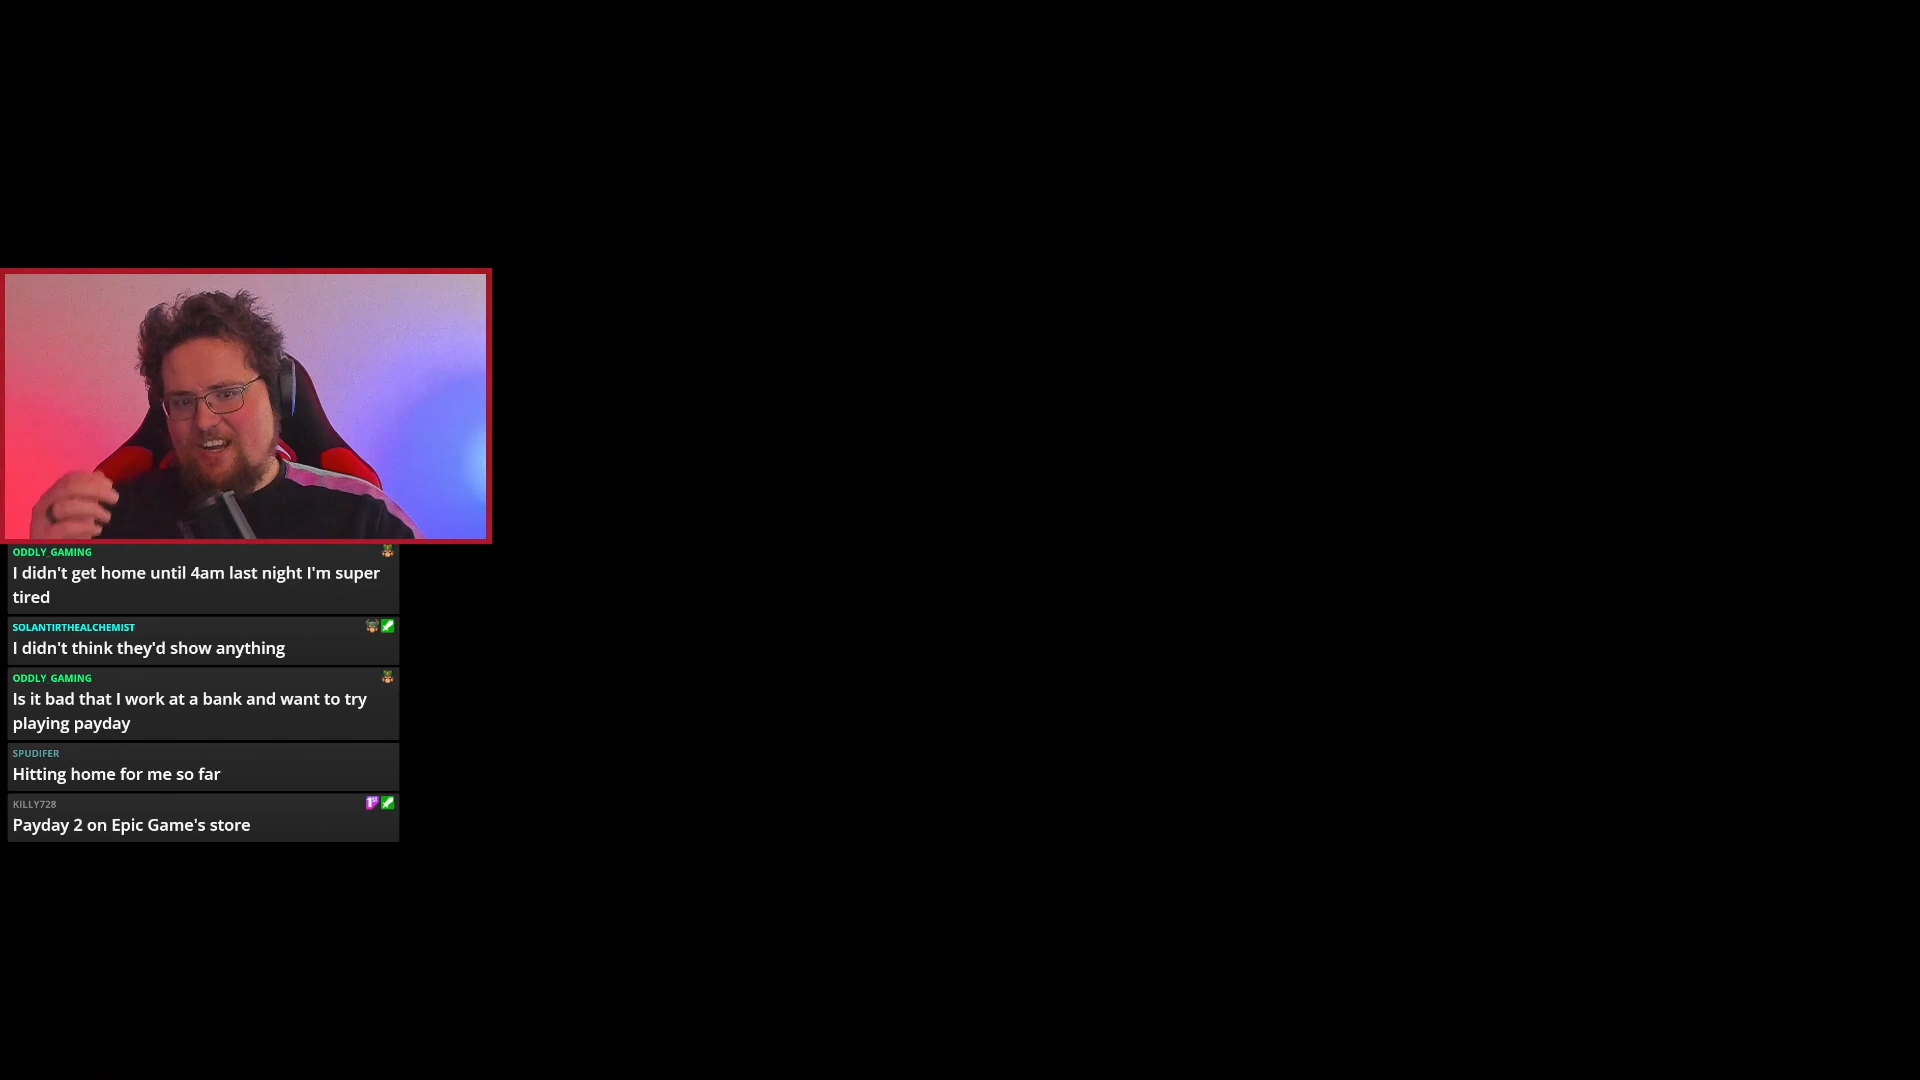 ODDLY_GAMING
I didn't get home until 4am last night I'm super
tired
SOLANTIRTHEALCHEMIST
I didn't think they'd show anything
ODDLY_GAMING
Is it bad that I work at a bank and want to try
playing payday
SPUDIFER
Hitting home for me so far
KILLY728
Payday 2 on Epic Game's store